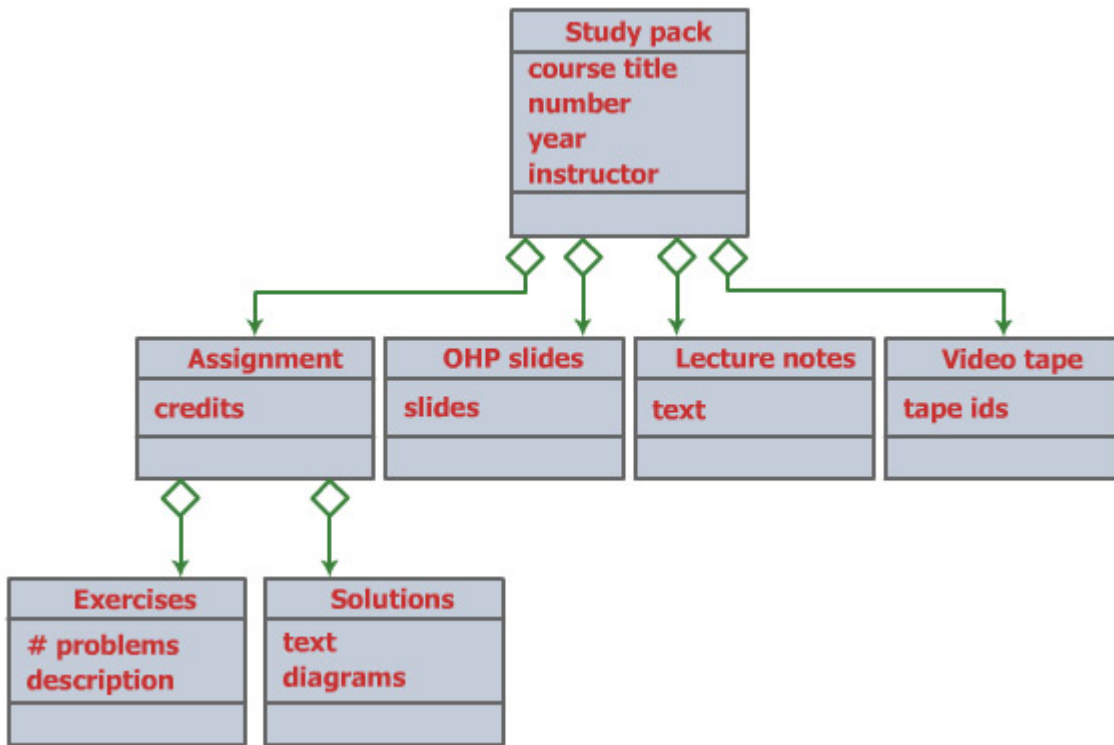 Study pack
course title
number
year
instructor
Assignment
credits
OHP slides
slides
Lecture notes
text
Video tape
tape ids
Exercises
# problems
description
Solutions
text
diagrams